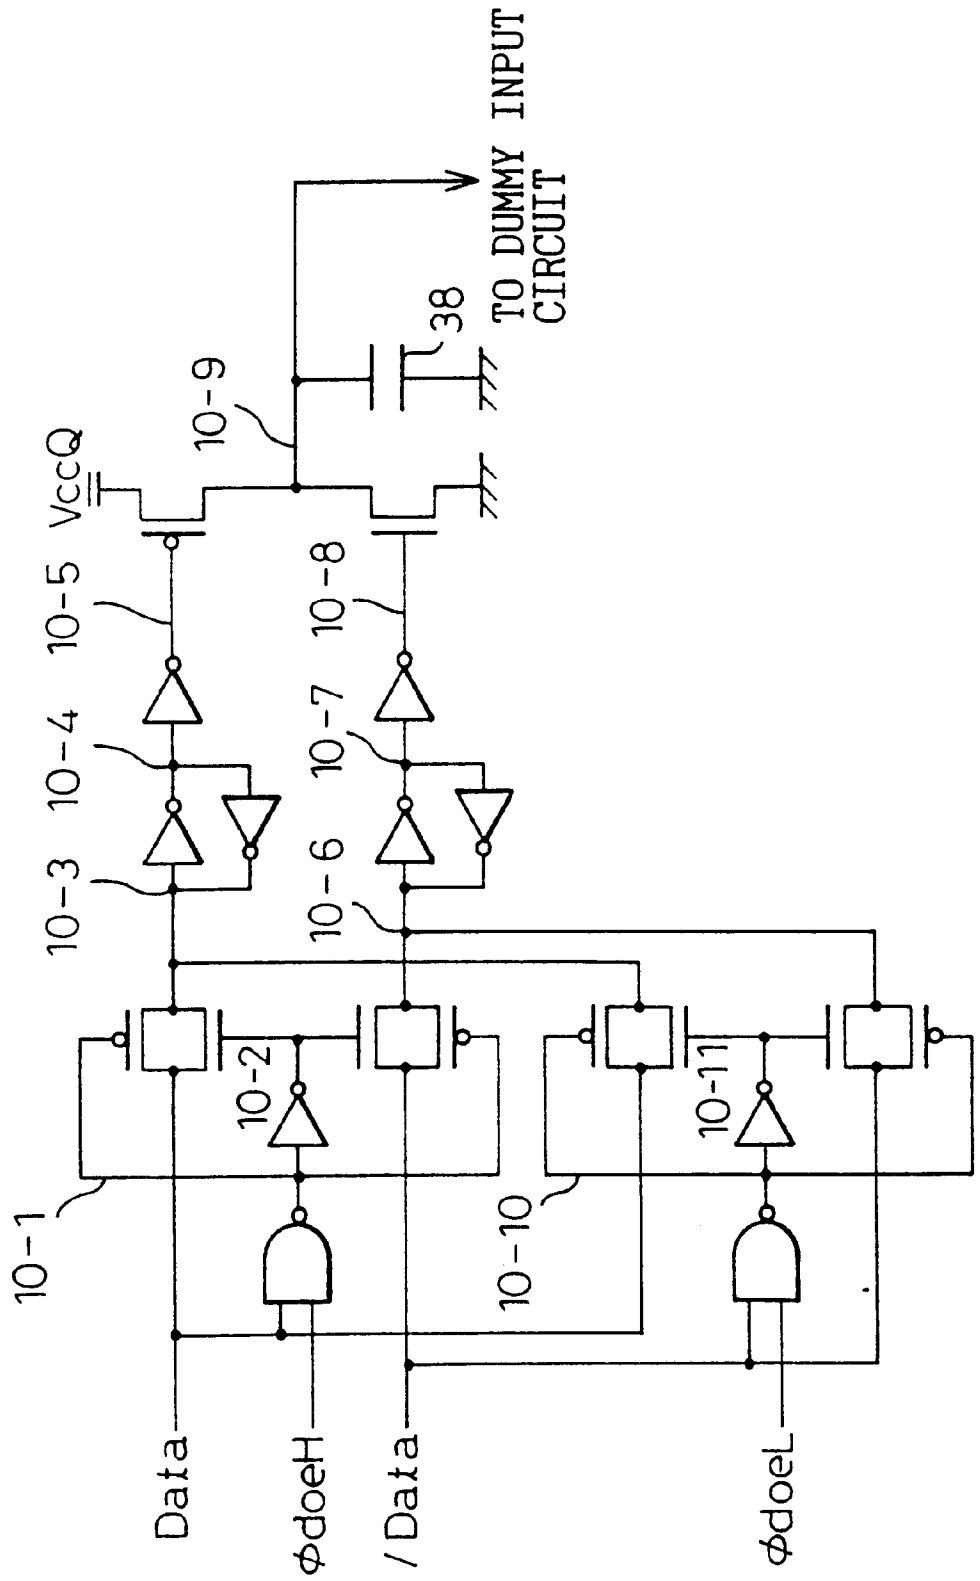 Data
ΦdoeH
/Data
ΦdoeL
10-1
10-2
10-3
10-4
10-5
VccQ
10-6
10-7
10-8
10-9
38
10-10
10-11
TO DUMMY INPUT
CIRCUIT